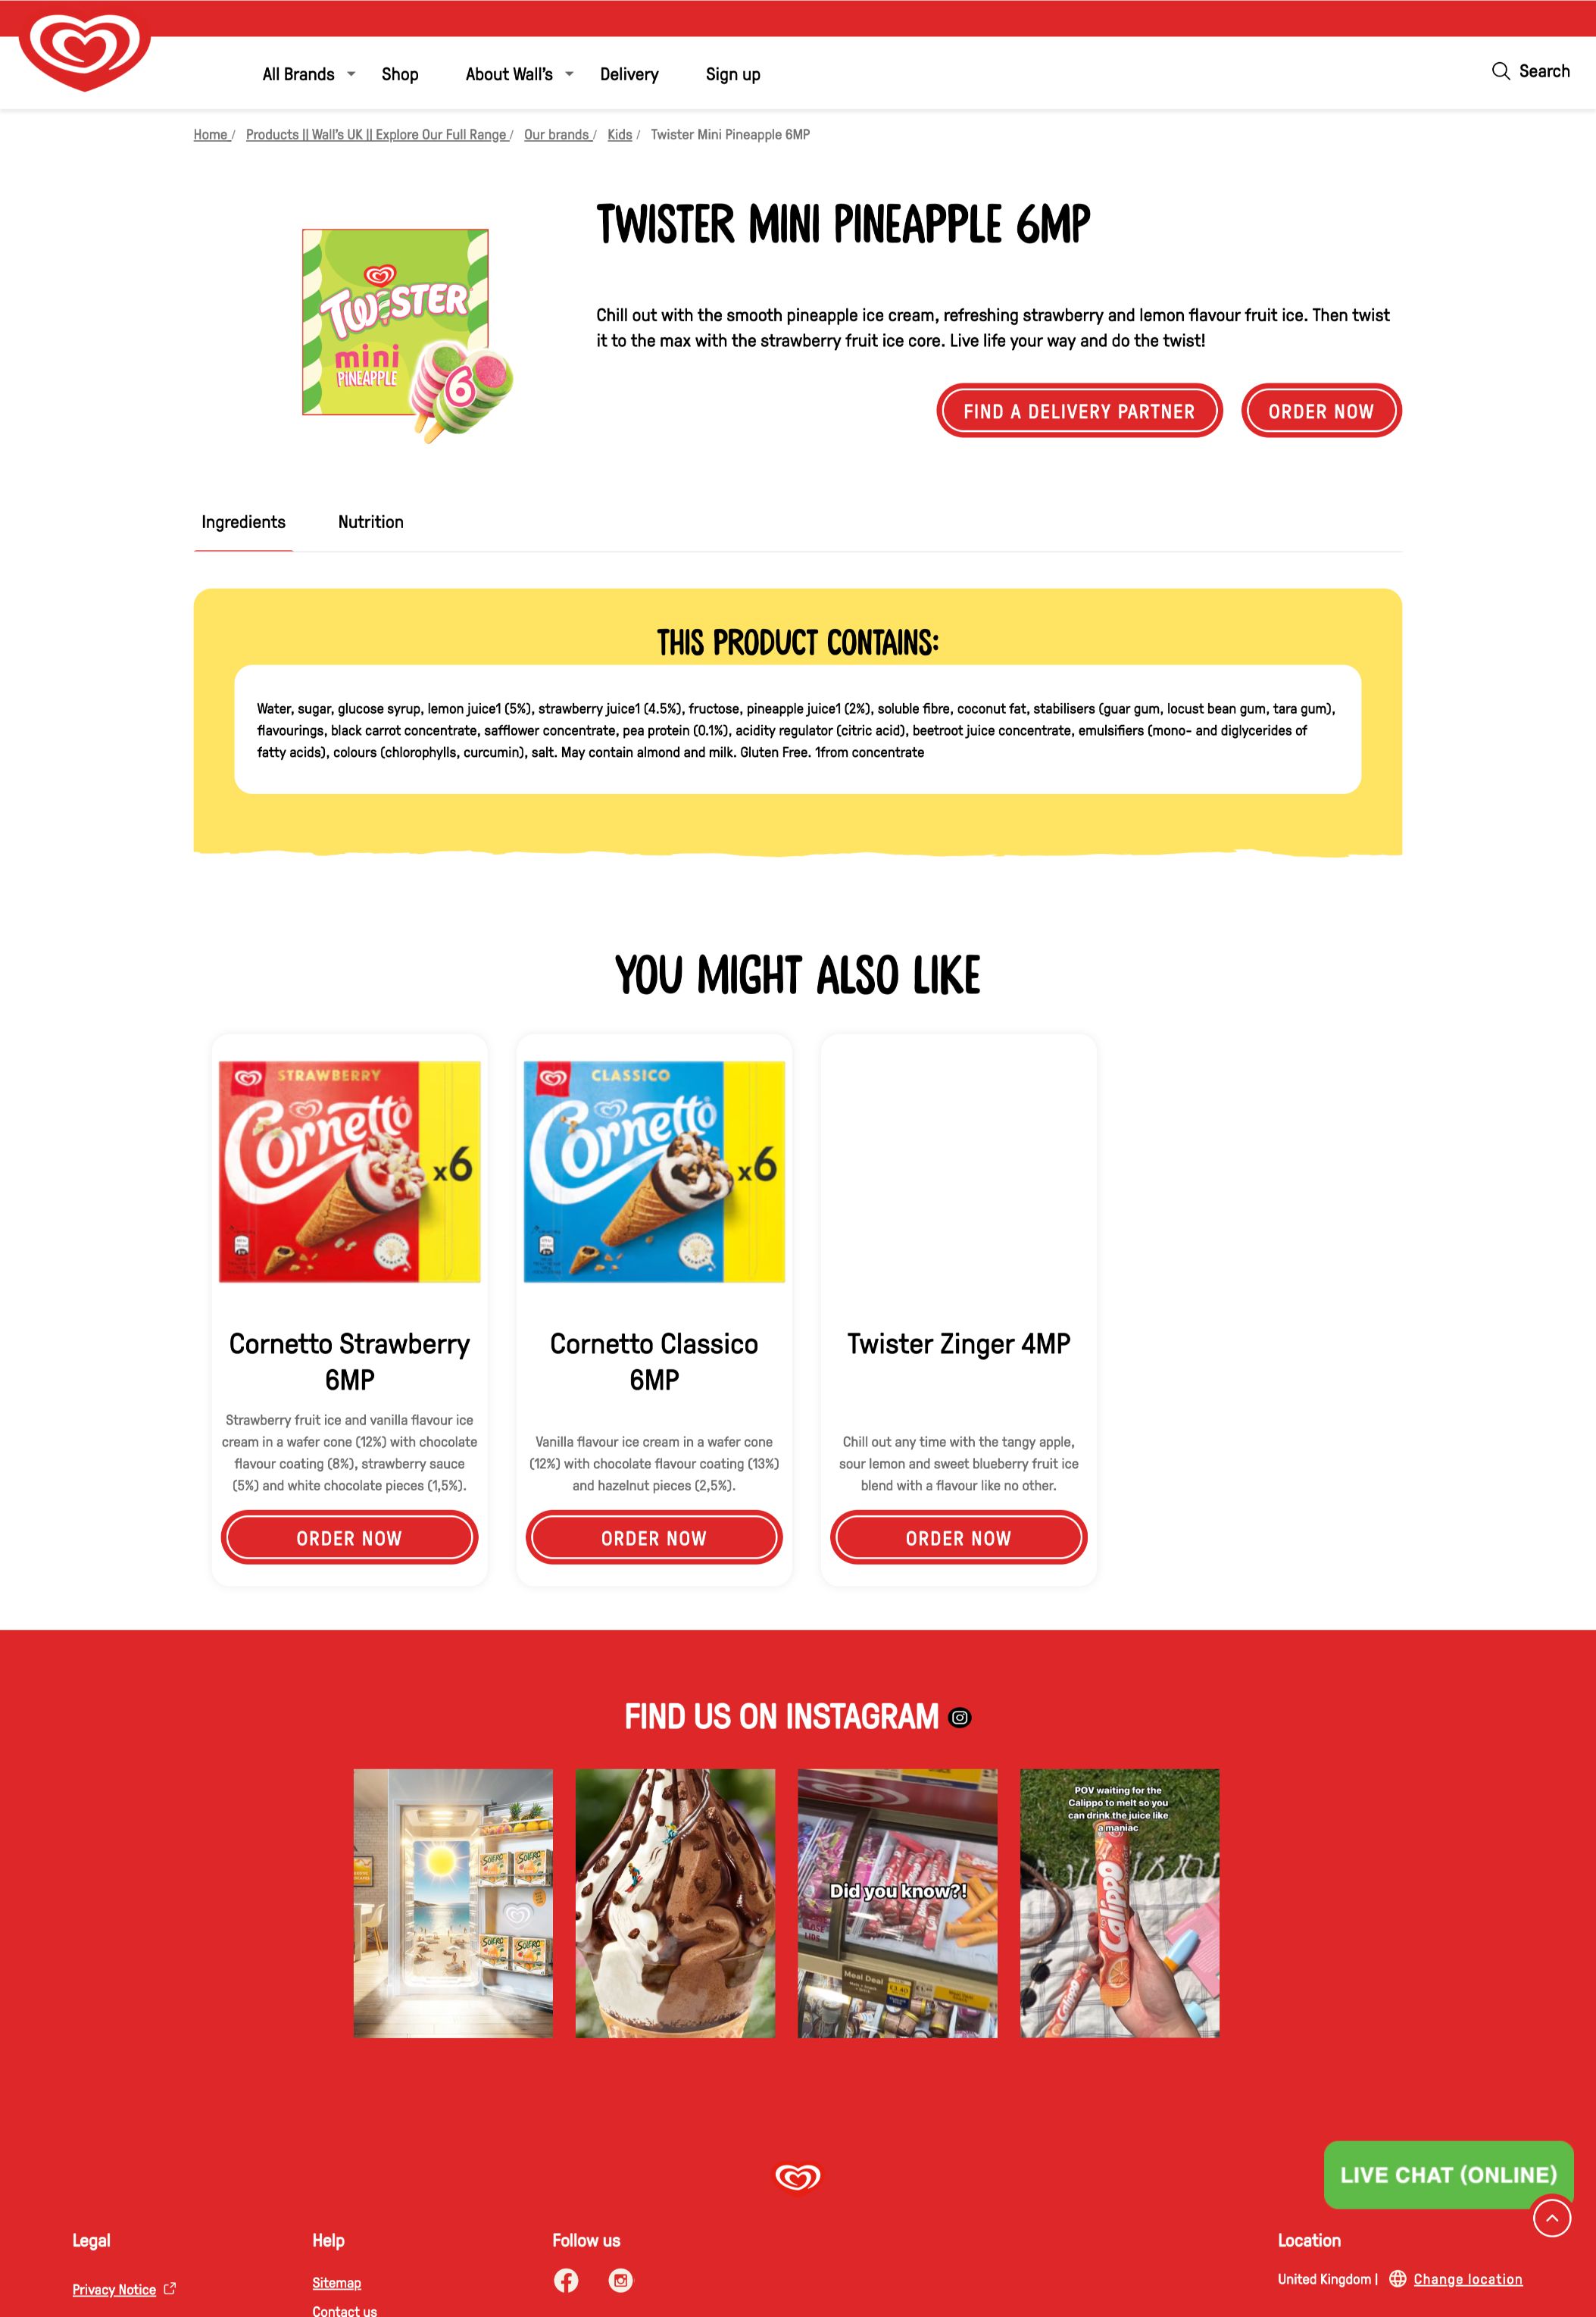 All Brands
Shop
About Wall's
Delivery
Sign up
Search
Home / Products || Wall's UK || Explore Our Full Range / Our brands / Kids / Twister Mini Pineapple 6MP
TWISTER MINI PINEAPPLE 6MP
TWISTER
mini
PINEAPPLE
6
Chill out with the smooth pineapple ice cream, refreshing strawberry and lemon flavour fruit ice. Then twist
it to the max with the strawberry fruit ice core. Live life your way and do the twist!
FIND A DELIVERY PARTNER
ORDER NOW
Ingredients
Nutrition
THIS PRODUCT CONTAINS:
Water, sugar, glucose syrup, lemon juice1 (5%), strawberry juice1 (4.5%), fructose, pineapple juice1 (2%), soluble fibre, coconut fat, stabilisers (guar gum, locust bean gum, tara gum),
flavourings, black carrot concentrate, safflower concentrate, pea protein (0.1%), acidity regulator (citric acid), beetroot juice concentrate, emulsifiers (mono- and diglycerides of
fatty acids), colours (chlorophylls, curcumin), salt. May contain almond and milk. Gluten Free. 1from concentrate
YOU MIGHT ALSO LIKE
STRAWBERRY
Cornetto
x6
Cornetto Strawberry
6MP
Strawberry fruit ice and vanilla flavour ice
cream in a wafer cone (12%) with chocolate
flavour coating (8%), strawberry sauce
(5%) and white chocolate pieces (1,5%).
ORDER NOW
CLASSICO
Cornetto
x6
Cornetto Classico
6MP
Vanilla flavour ice cream in a wafer cone
(12%) with chocolate flavour coating (13%)
and hazelnut pieces (2,5%).
ORDER NOW
Twister Zinger 4MP
Chill out any time with the tangy apple,
sour lemon and sweet blueberry fruit ice
blend with a flavour like no other.
ORDER NOW
FIND US ON INSTAGRAM
SOLERO SOLERO
SOLERO SOLERO
Did you know?!
Meal Deal
POV waiting for the
Calippo to melt so you
can drink the juice like
a maniac
Calippo
Calippo
LIVE CHAT (ONLINE)
Legal
Privacy Notice
Help
Sitemap
Contact us
Follow us
Location
United Kingdom |
Change location